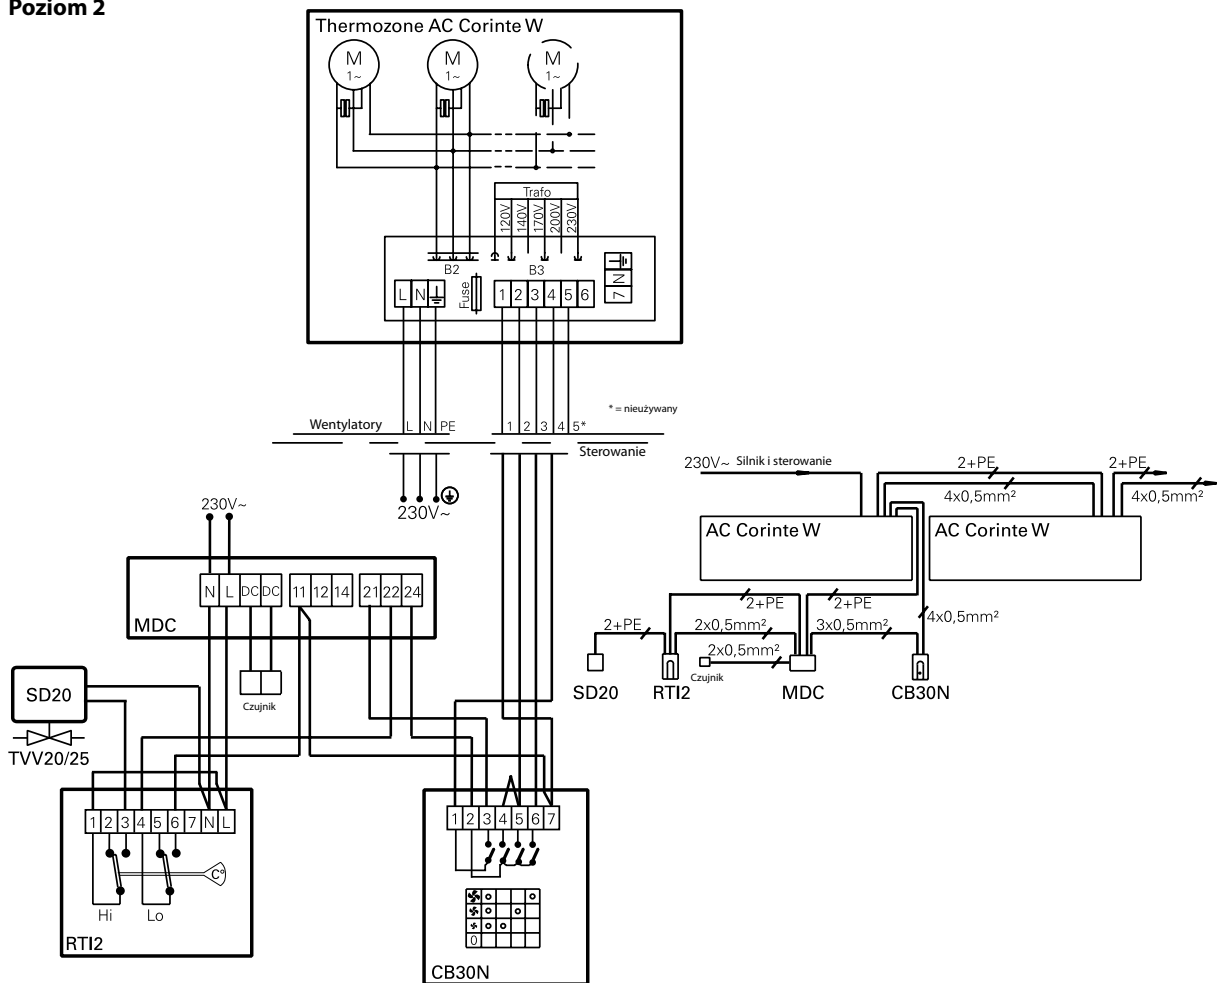 Poziom 2
Thermozone AC Corinte W
M M M
1~ 1~ 1~
Trafo
120V 140V 170V 200V 230V
B2 B3
Fuse
L N
1 2 3 4 5 6
7 N
* = nieużywany
Wentylatory L N PE 1 2 3 4 5*
Sterowanie
230V~
230V~
N L DC DC 11 12 14 21 22 24
MDC
Czujnik
SD20
TVV20/25
1 2 3 4 5 6 7 N L
C°
Hi Lo
RTI2
1 2 3 4 5 6 7
0
CB30N
230V~ Silnik i sterowanie 2+PE 2+PE
4x0,5mm² 4x0,5mm²
AC Corinte W AC Corinte W
2+PE 2+PE
4x0,5mm²
2+PE 2x0,5mm² 3x0,5mm²
2x0,5mm²
Czujnik
SD20 RTI2 MDC CB30N